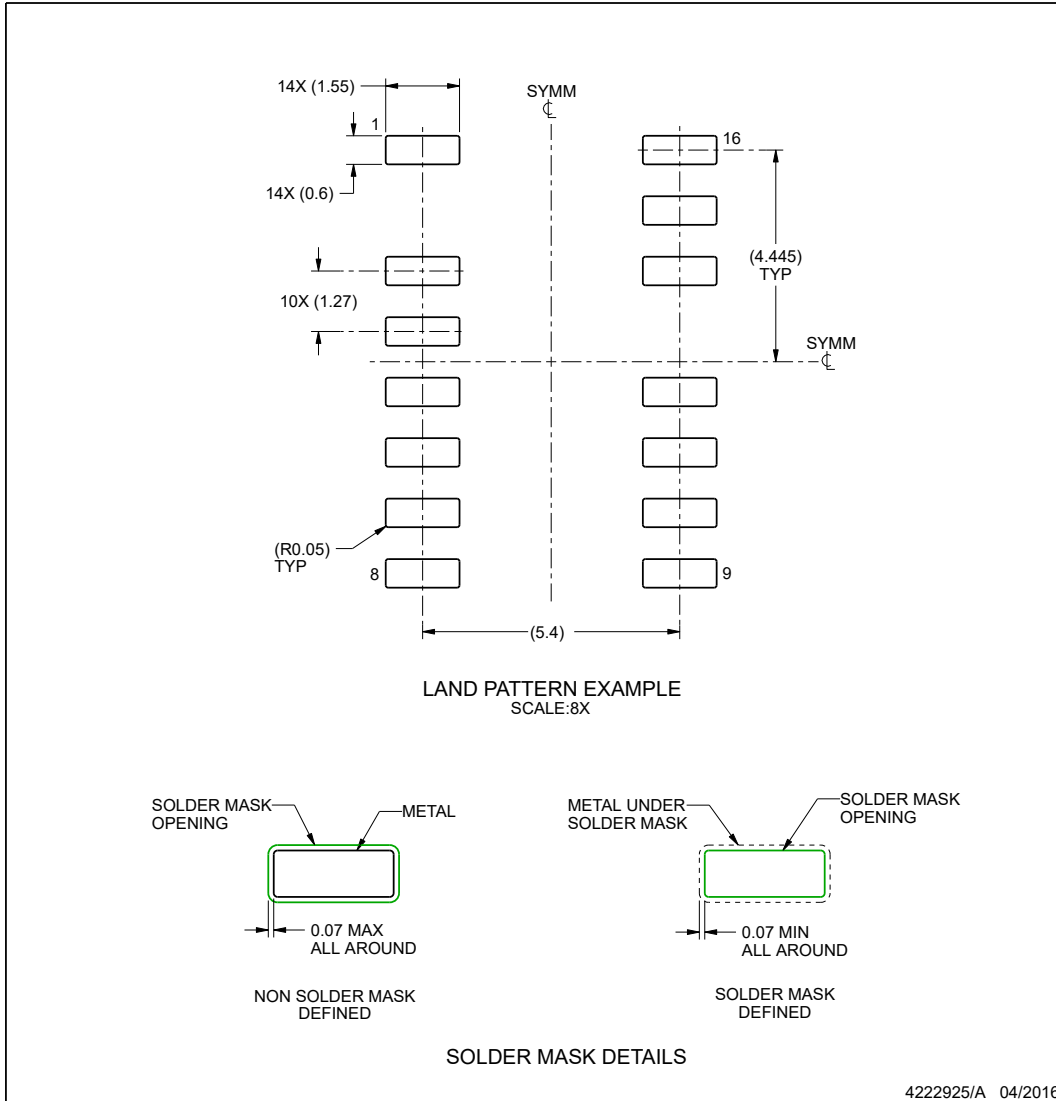 14X (1.55)
SYMM
℄
1
16
14X (0.6)
(4.445)
TYP
10X (1.27)
SYMM
℄
(R0.05)
TYP
8
9
(5.4)
LAND PATTERN EXAMPLE
SCALE:8X
SOLDER MASK
OPENING
METAL
METAL UNDER
SOLDER MASK
SOLDER MASK
OPENING
0.07 MAX
ALL AROUND
0.07 MIN
ALL AROUND
NON SOLDER MASK
DEFINED
SOLDER MASK
DEFINED
SOLDER MASK DETAILS
4222925/A 04/2016